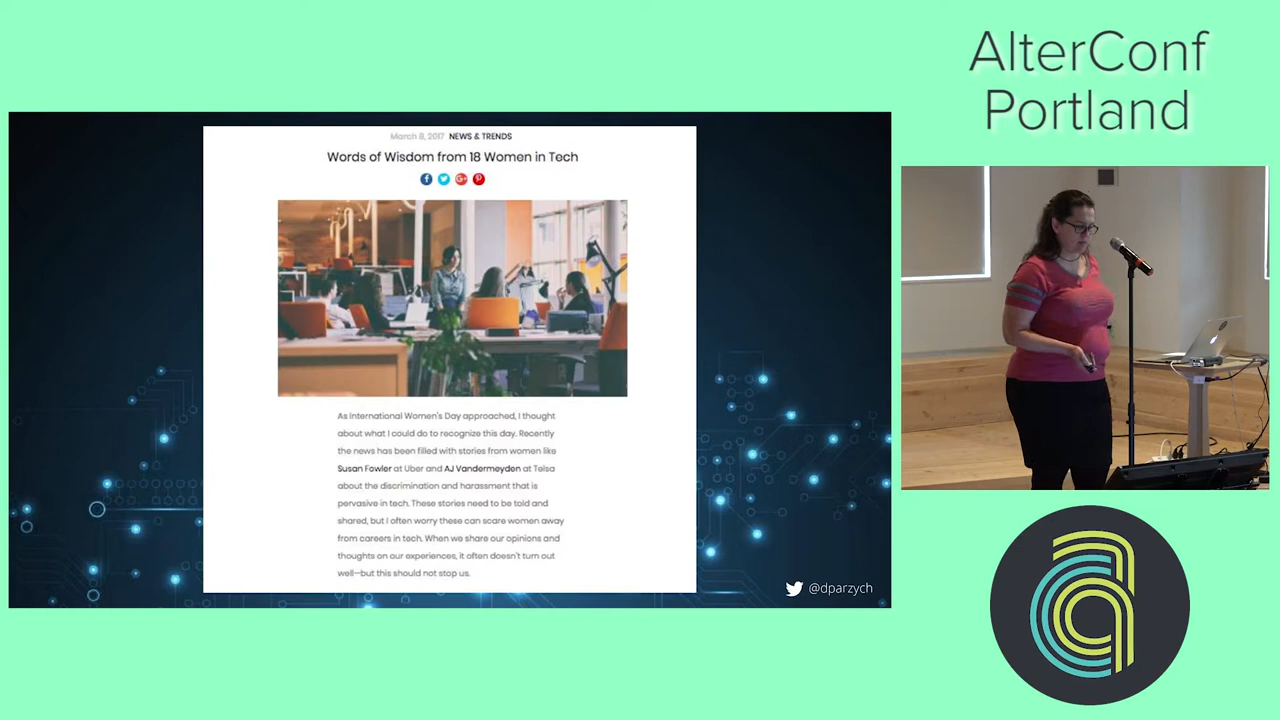 AlterConf
Portland
March 8, 2017 NEWS & TRENDS
Words of Wisdom from 18 Women in Tech
As International Women's Day approached, I thought
about what I could do to recognize this day. Recently
the news has been filled with stories from women like
Susan Fowler at Uber and AJ Vandermeyden at Telsa
about the discrimination and harassment that is
pervasive in tech. These stories need to be told and
shared, but I often worry these can scare women away
from careers in tech. When we share our opinions and
thoughts on our experiences, it often doesn't turn out
well—but this should not stop us.
@dparzych